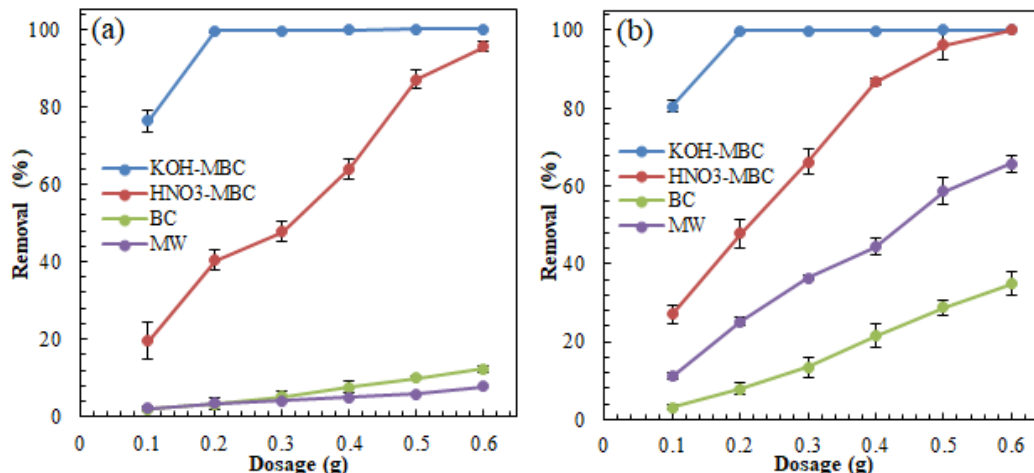 (a)
Removal (%)
100
80
60
40
20
0
KOH-MBC
HNO3-MBC
BC
MW
0 0.1 0.2 0.3 0.4 0.5 0.6
Dosage (g)
(b)
Removal (%)
100
80
60
40
20
0
KOH-MBC
HNO3-MBC
BC
MW
0 0.1 0.2 0.3 0.4 0.5 0.6
Dosage (g)